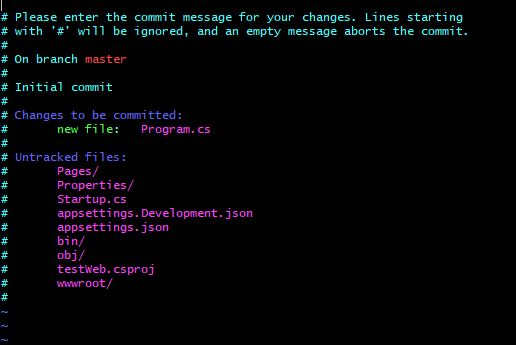 # Please enter the commit message for your changes. Lines starting
# with '#' will be ignored, and an empty message aborts the commit.
#
# On branch master
#
# Initial commit
#
# Changes to be committed:
#       new file:   Program.cs
#
# Untracked files:
#       Pages/
#       Properties/
#       Startup.cs
#       appsettings.Development.json
#       appsettings.json
#       bin/
#       obj/
#       testWeb.csproj
#       wwwroot/
#
~
~
~